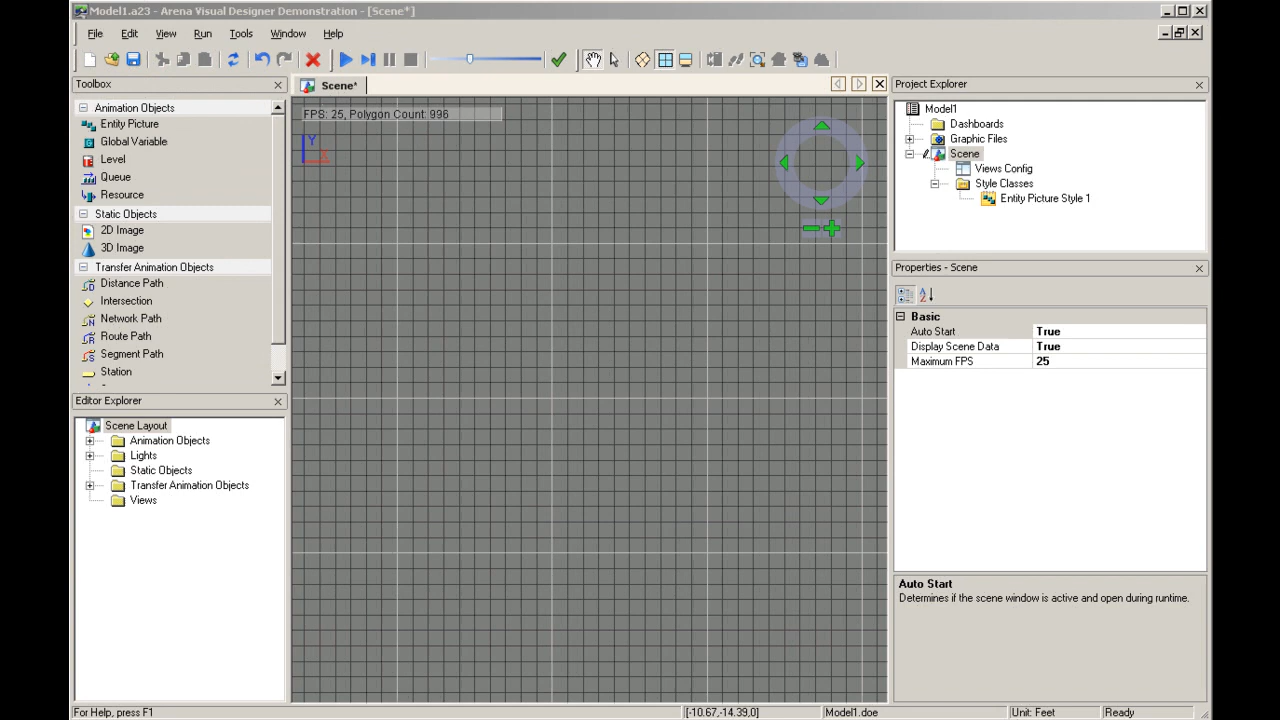 Model1.a23 - Arena Visual Designer Demonstration - [Scene*]
File Edit View Run Tools Window Help
Toolbox
Animation Objects
Entity Picture
Global Variable
Level
Queue
Resource
Static Objects
2D Image
3D Image
Transfer Animation Objects
Distance Path
Intersection
Network Path
Route Path
Segment Path
Station
Editor Explorer
Scene Layout
Animation Objects
Lights
Static Objects
Transfer Animation Objects
Views
Scene*
FPS: 25, Polygon Count: 996
Y
X
Project Explorer
Model1
Dashboards
Graphic Files
Scene
Views Config
Style Classes
Entity Picture Style 1
Properties - Scene
Basic
Auto Start True
Display Scene Data True
Maximum FPS 25
Auto Start
Determines if the scene window is active and open during runtime.
For Help, press F1 [-10.67,-14.39,0] Model1.doe Unit: Feet Ready